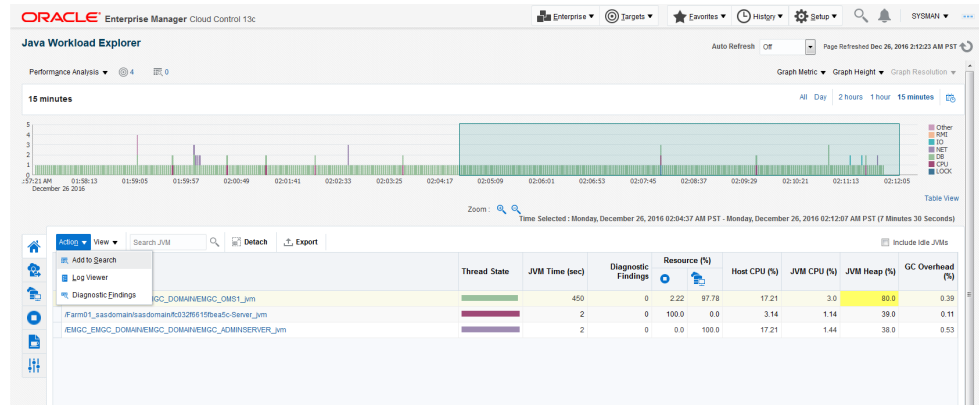 ORACLE® Enterprise Manager Cloud Control 13c
Enterprise Targets Favorites History Setup SYSMAN
Java Workload Explorer
Auto Refresh Off Page Refreshed Dec 26, 2016 2:12:23 AM PST
Performance Analysis 4 0
Graph Metric Graph Height Graph Resolution
15 minutes
All Day 2 hours 1 hour 15 minutes
5
4
3
2
1
0
Other
RMI
IO
NET
DB
CPU
LOCK
:57:21 AM 01:58:13 01:59:05 01:59:57 02:00:49 02:01:41 02:02:33 02:03:25 02:04:17 02:05:09 02:06:01 02:06:53 02:07:45 02:08:37 02:09:29 02:10:21 02:11:13 02:12:05
December 26 2016
Table View
Zoom:
Time Selected : Monday, December 26, 2016 02:04:37 AM PST - Monday, December 26, 2016 02:12:07 AM PST (7 Minutes 30 Seconds)
Action View Search JVM Detach Export Include Idle JVMs
Add to Search
Log Viewer
Diagnostic Findings
Thread State JVM Time (sec) Diagnostic Findings Resource (%) Host CPU (%) JVM CPU (%) JVM Heap (%) GC Overhead (%)
EMGC_DOMAIN/EMGC_OMS1_jvm 450 0 2.22 97.78 17.21 3.0 80.0 0.39
/Farm01_sasdomain/sasdomain/fc032f6615fbea5c-Server_jvm 2 0 100.0 0.0 3.14 1.14 39.0 0.11
/EMGC_EMGC_DOMAIN/EMGC_DOMAIN/EMGC_ADMINSERVER_jvm 2 0 0.0 100.0 17.21 1.44 38.0 0.53